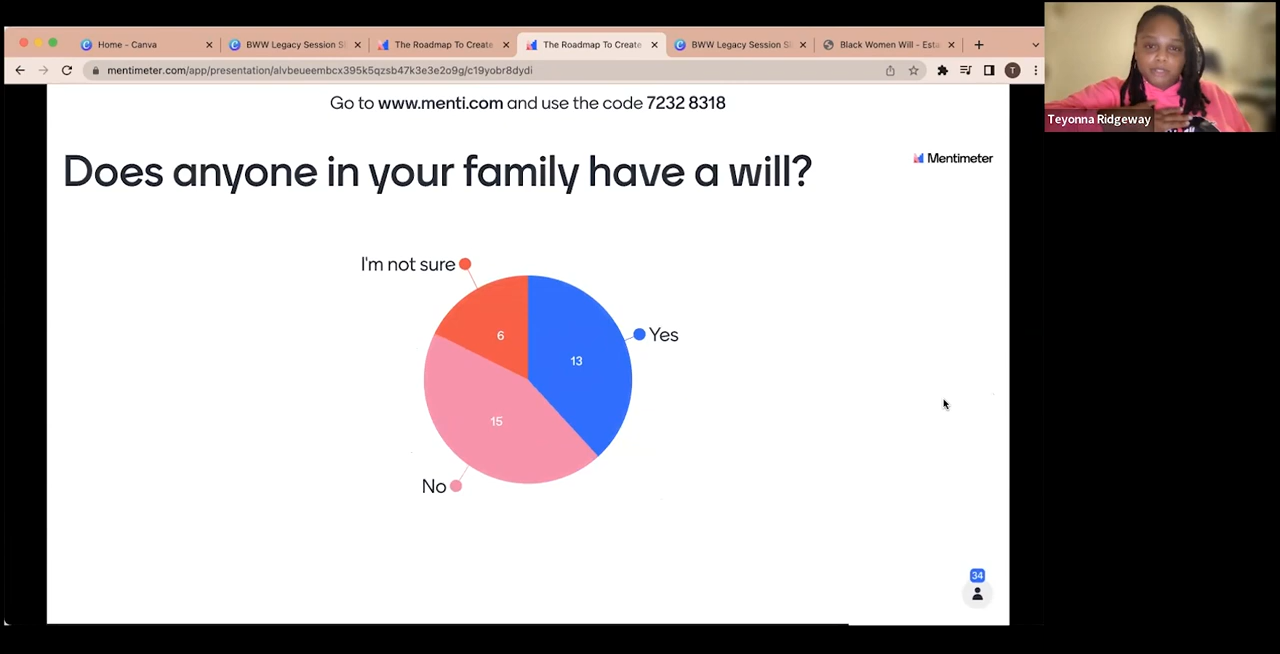 Home - Canva
BWW Legacy Session S
The Roadmap To Create
The Roadmap To Create
BWW Legacy Session S
Black Women Will - Esta
mentimeter.com/app/presentation/alvbeueembcx395k5qzsb47k3e3e2o9g/c19yobr8dydi
T
Teyonna Ridgeway
Go to www.menti.com and use the code 7232 8318
Does anyone in your family have a will?
Mentimeter
I'm not sure
6
Yes
13
15
No
34